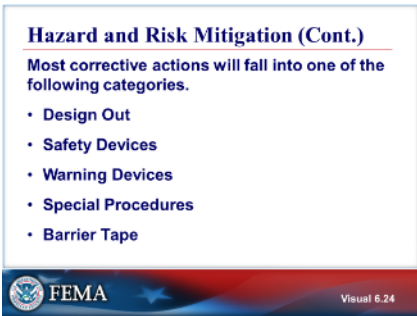 Hazard and Risk Mitigation (Cont.)
Most corrective actions will fall into one of the
following categories.
• Design Out
• Safety Devices
• Warning Devices
• Special Procedures
• Barrier Tape
FEMA
Visual 6.24